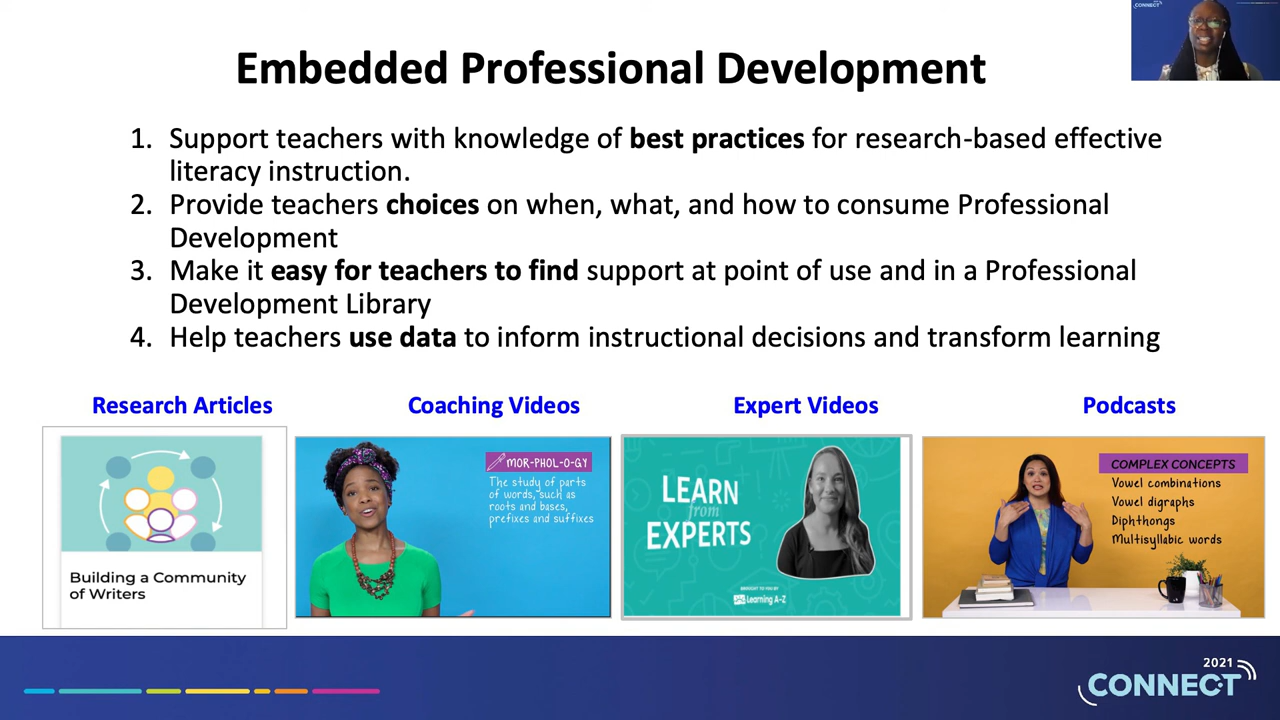 CONNECT
Embedded Professional Development
1. Support teachers with knowledge of best practices for research-based effective
literacy instruction.
2. Provide teachers choices on when, what, and how to consume Professional
Development
3. Make it easy for teachers to find support at point of use and in a Professional
Development Library
4. Help teachers use data to inform instructional decisions and transform learning
Research Articles
Coaching Videos
Expert Videos
Podcasts
Building a Community
of Writers
MOR-PHOL-O-GY
The study of parts
of words, such as
roots and bases,
prefixes and suffixes
LEARN
from
EXPERTS
BROUGHT TO YOU BY
Learning A-Z
COMPLEX CONCEPTS
Vowel combinations
Vowel digraphs
Diphthongs
Multisyllabic words
2021
CONNECT